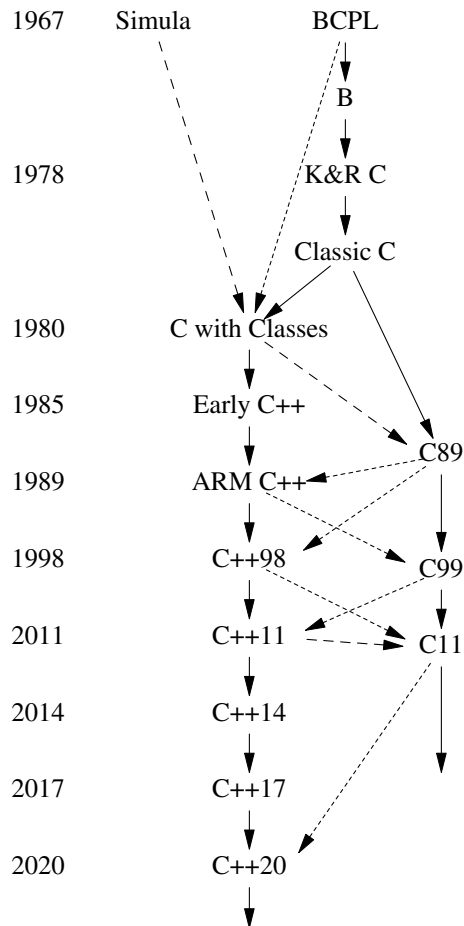 1967 Simula BCPL
B
1978 K&R C
Classic C
1980 C with Classes
1985 Early C++
C89
1989 ARM C++
1998 C++98
C99
2011 C++11
C11
2014 C++14
2017 C++17
2020 C++20